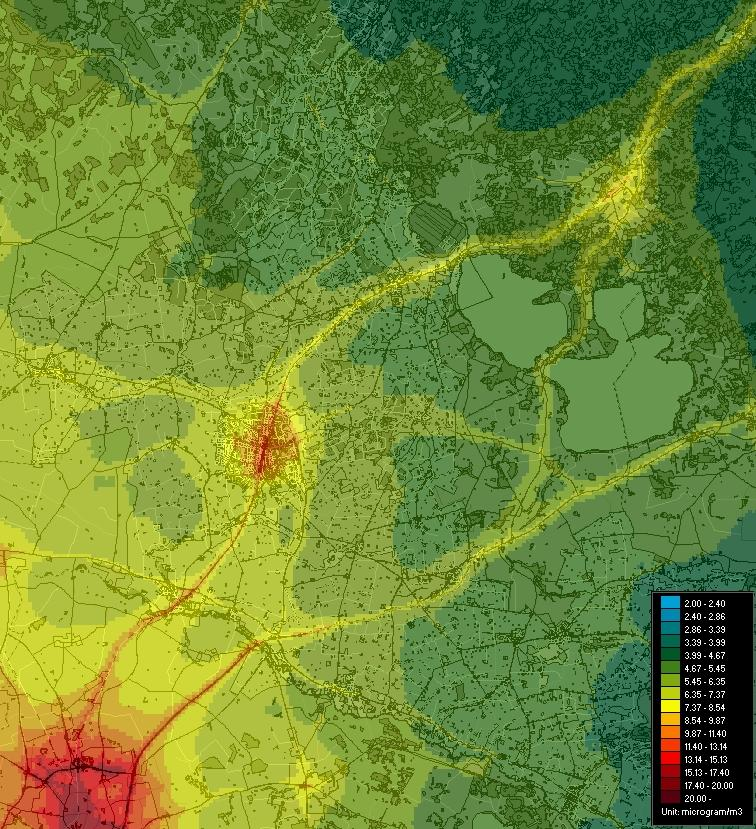 2.00 - 2.40
2.40 - 2.86
2.86 - 3.39
3.39 - 3.99
3.99 - 4.67
4.67 - 5.45
5.45 - 6.35
6.35 - 7.37
7.37 - 8.54
8.54 - 9.87
9.87 - 11.40
11.40 - 13.14
13.14 - 15.13
15.13 - 17.40
17.40 - 20.00
20.00 -
Unit: microgram/m3